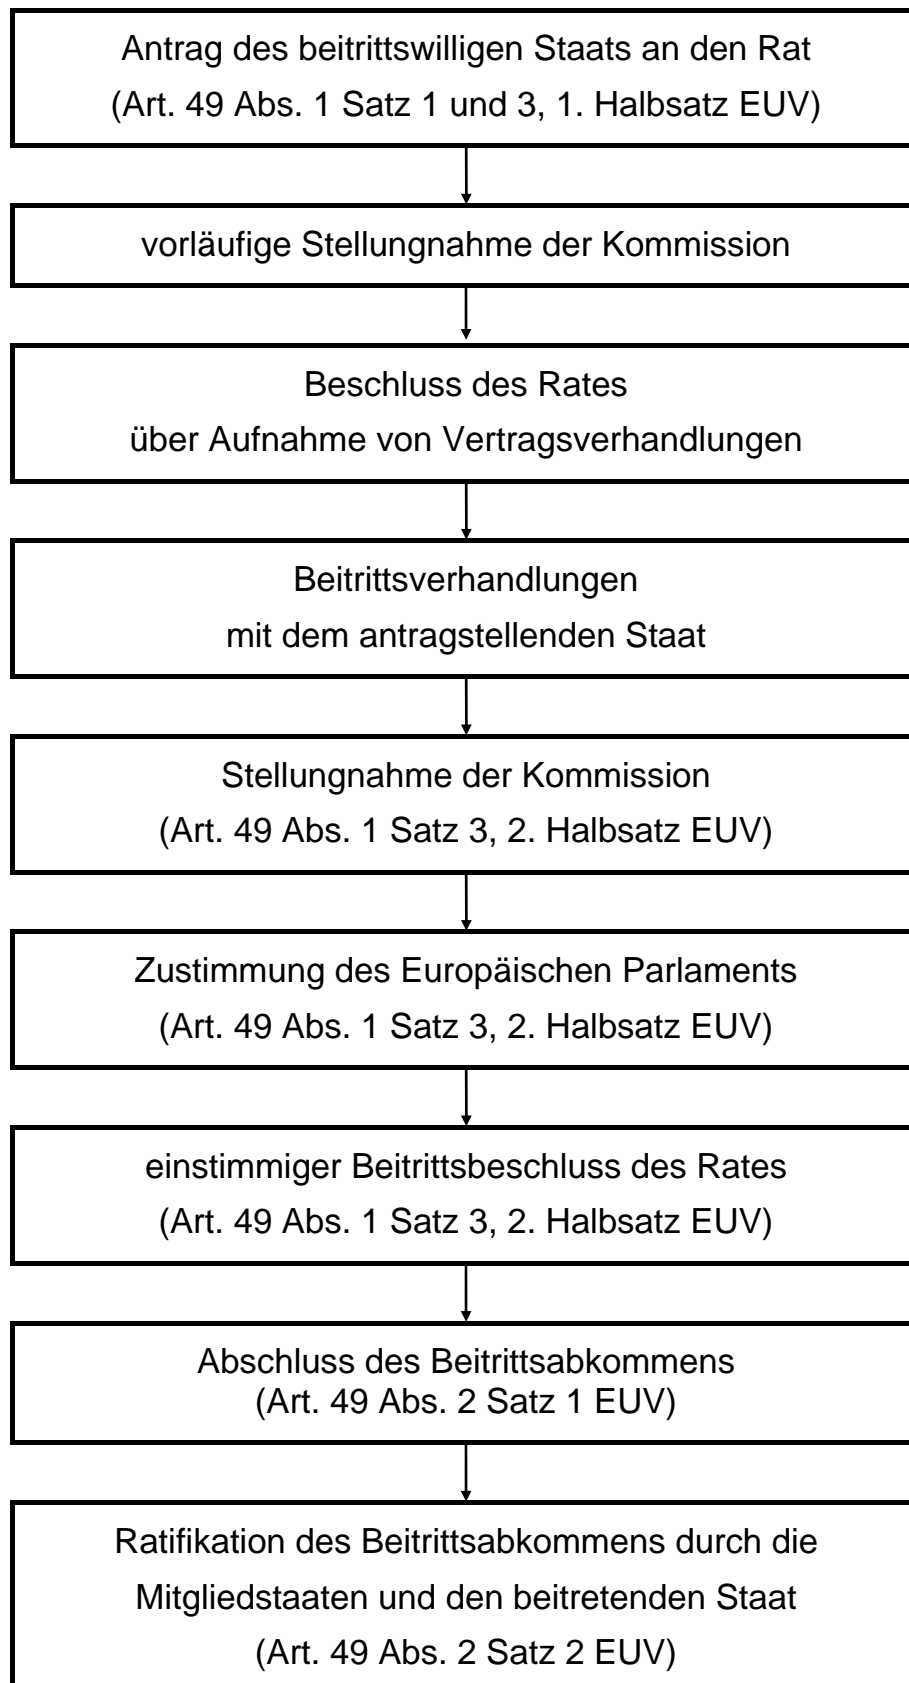 Antrag des beitrittswilligen Staats an den Rat
(Art. 49 Abs. 1 Satz 1 und 3, 1. Halbsatz EUV)
vorläufige Stellungnahme der Kommission
Beschluss des Rates
über Aufnahme von Vertragsverhandlungen
Beitrittsverhandlungen
mit dem antragstellenden Staat
Stellungnahme der Kommission
(Art. 49 Abs. 1 Satz 3, 2. Halbsatz EUV)
Zustimmung des Europäischen Parlaments
(Art. 49 Abs. 1 Satz 3, 2. Halbsatz EUV)
einstimmiger Beitrittsbeschluss des Rates
(Art. 49 Abs. 1 Satz 3, 2. Halbsatz EUV)
Abschluss des Beitrittsabkommens
(Art. 49 Abs. 2 Satz 1 EUV)
Ratifikation des Beitrittsabkommens durch die
Mitgliedstaaten und den beitretenden Staat
(Art. 49 Abs. 2 Satz 2 EUV)